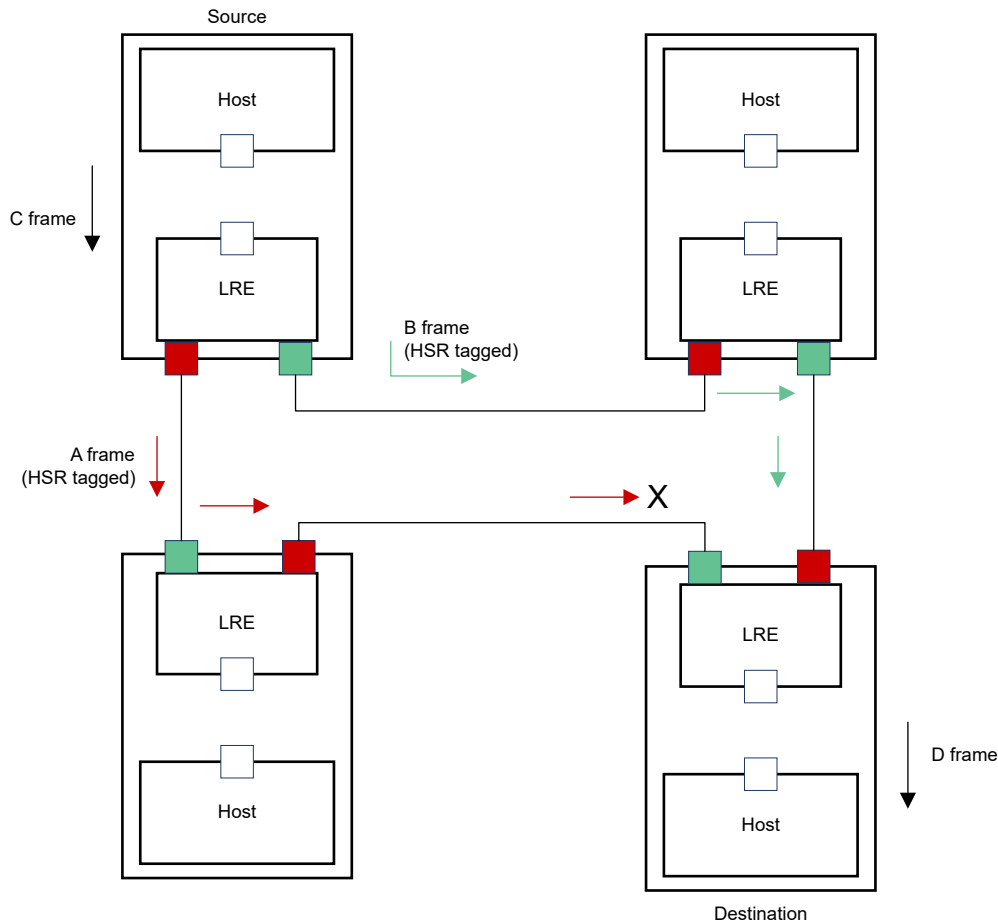 Source
Host
Host
C frame
LRE
LRE
B frame
(HSR tagged)
A frame
(HSR tagged)
X
LRE
LRE
D frame
Host
Host
Destination